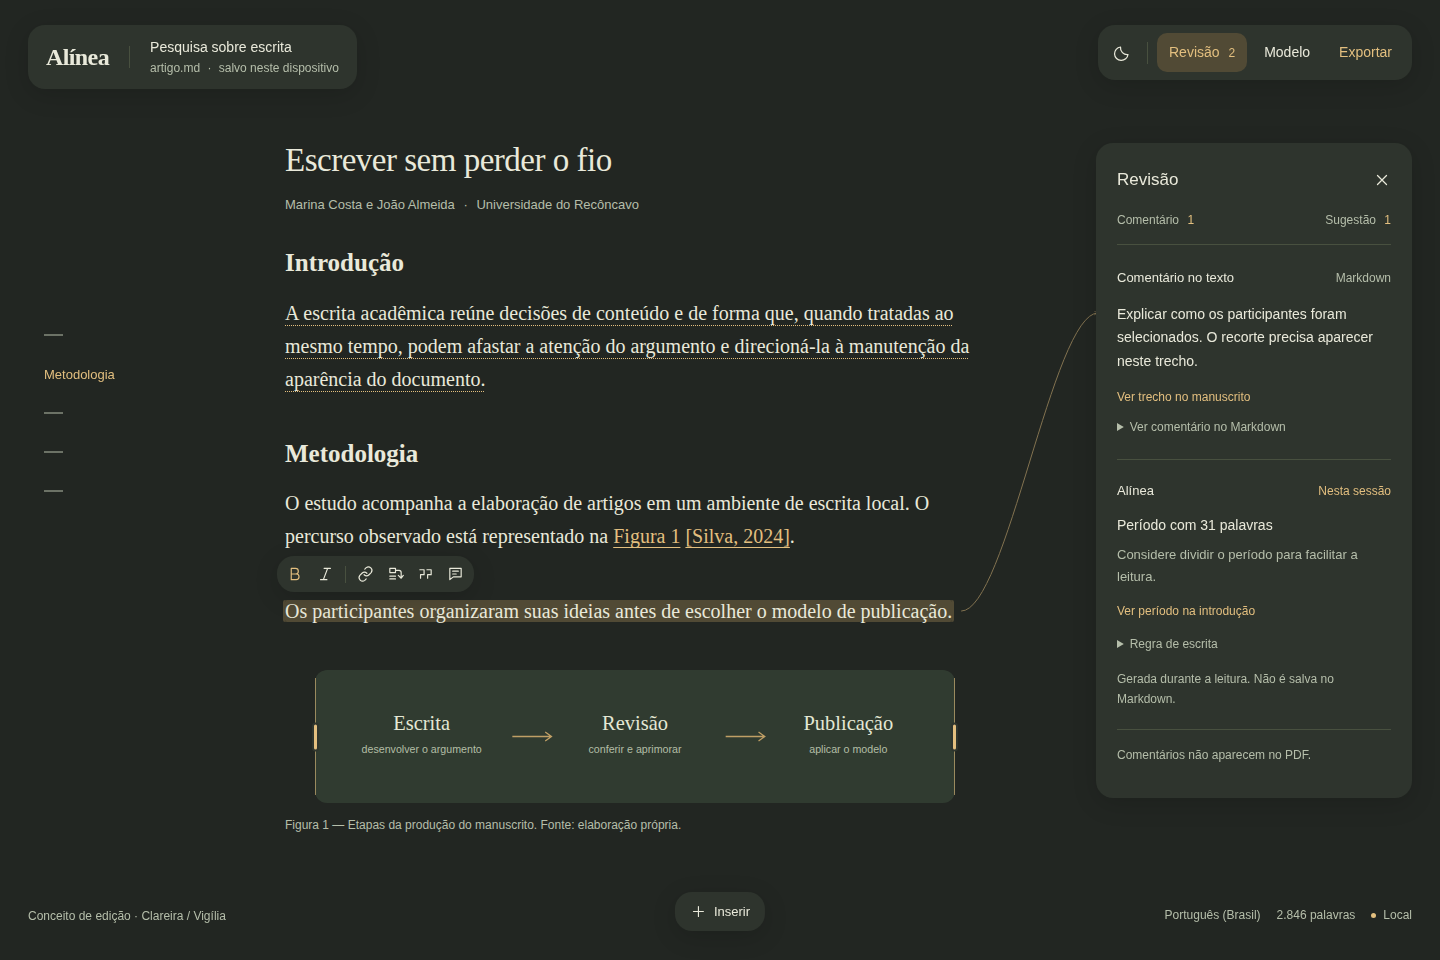 Alínea
Pesquisa sobre escrita
artigo.md · salvo neste dispositivo
Revisão 2
Modelo
Exportar
Escrever sem perder o fio
Marina Costa e João Almeida · Universidade do Recôncavo
Introdução
A escrita acadêmica reúne decisões de conteúdo e de forma que, quando tratadas ao
mesmo tempo, podem afastar a atenção do argumento e direcioná-la à manutenção da
aparência do documento.
Metodologia
Metodologia
O estudo acompanha a elaboração de artigos em um ambiente de escrita local. O
percurso observado está representado na Figura 1 [Silva, 2024].
B I
Os participantes organizaram suas ideias antes de escolher o modelo de publicação.
Escrita
desenvolver o argumento
Revisão
conferir e aprimorar
Publicação
aplicar o modelo
Figura 1 — Etapas da produção do manuscrito. Fonte: elaboração própria.
Revisão
Comentário 1
Sugestão 1
Comentário no texto
Markdown
Explicar como os participantes foram
selecionados. O recorte precisa aparecer
neste trecho.
Ver trecho no manuscrito
Ver comentário no Markdown
Alínea
Nesta sessão
Período com 31 palavras
Considere dividir o período para facilitar a
leitura.
Ver período na introdução
Regra de escrita
Gerada durante a leitura. Não é salva no
Markdown.
Comentários não aparecem no PDF.
Conceito de edição · Clareira / Vigília
Inserir
Português (Brasil)
2.846 palavras
Local